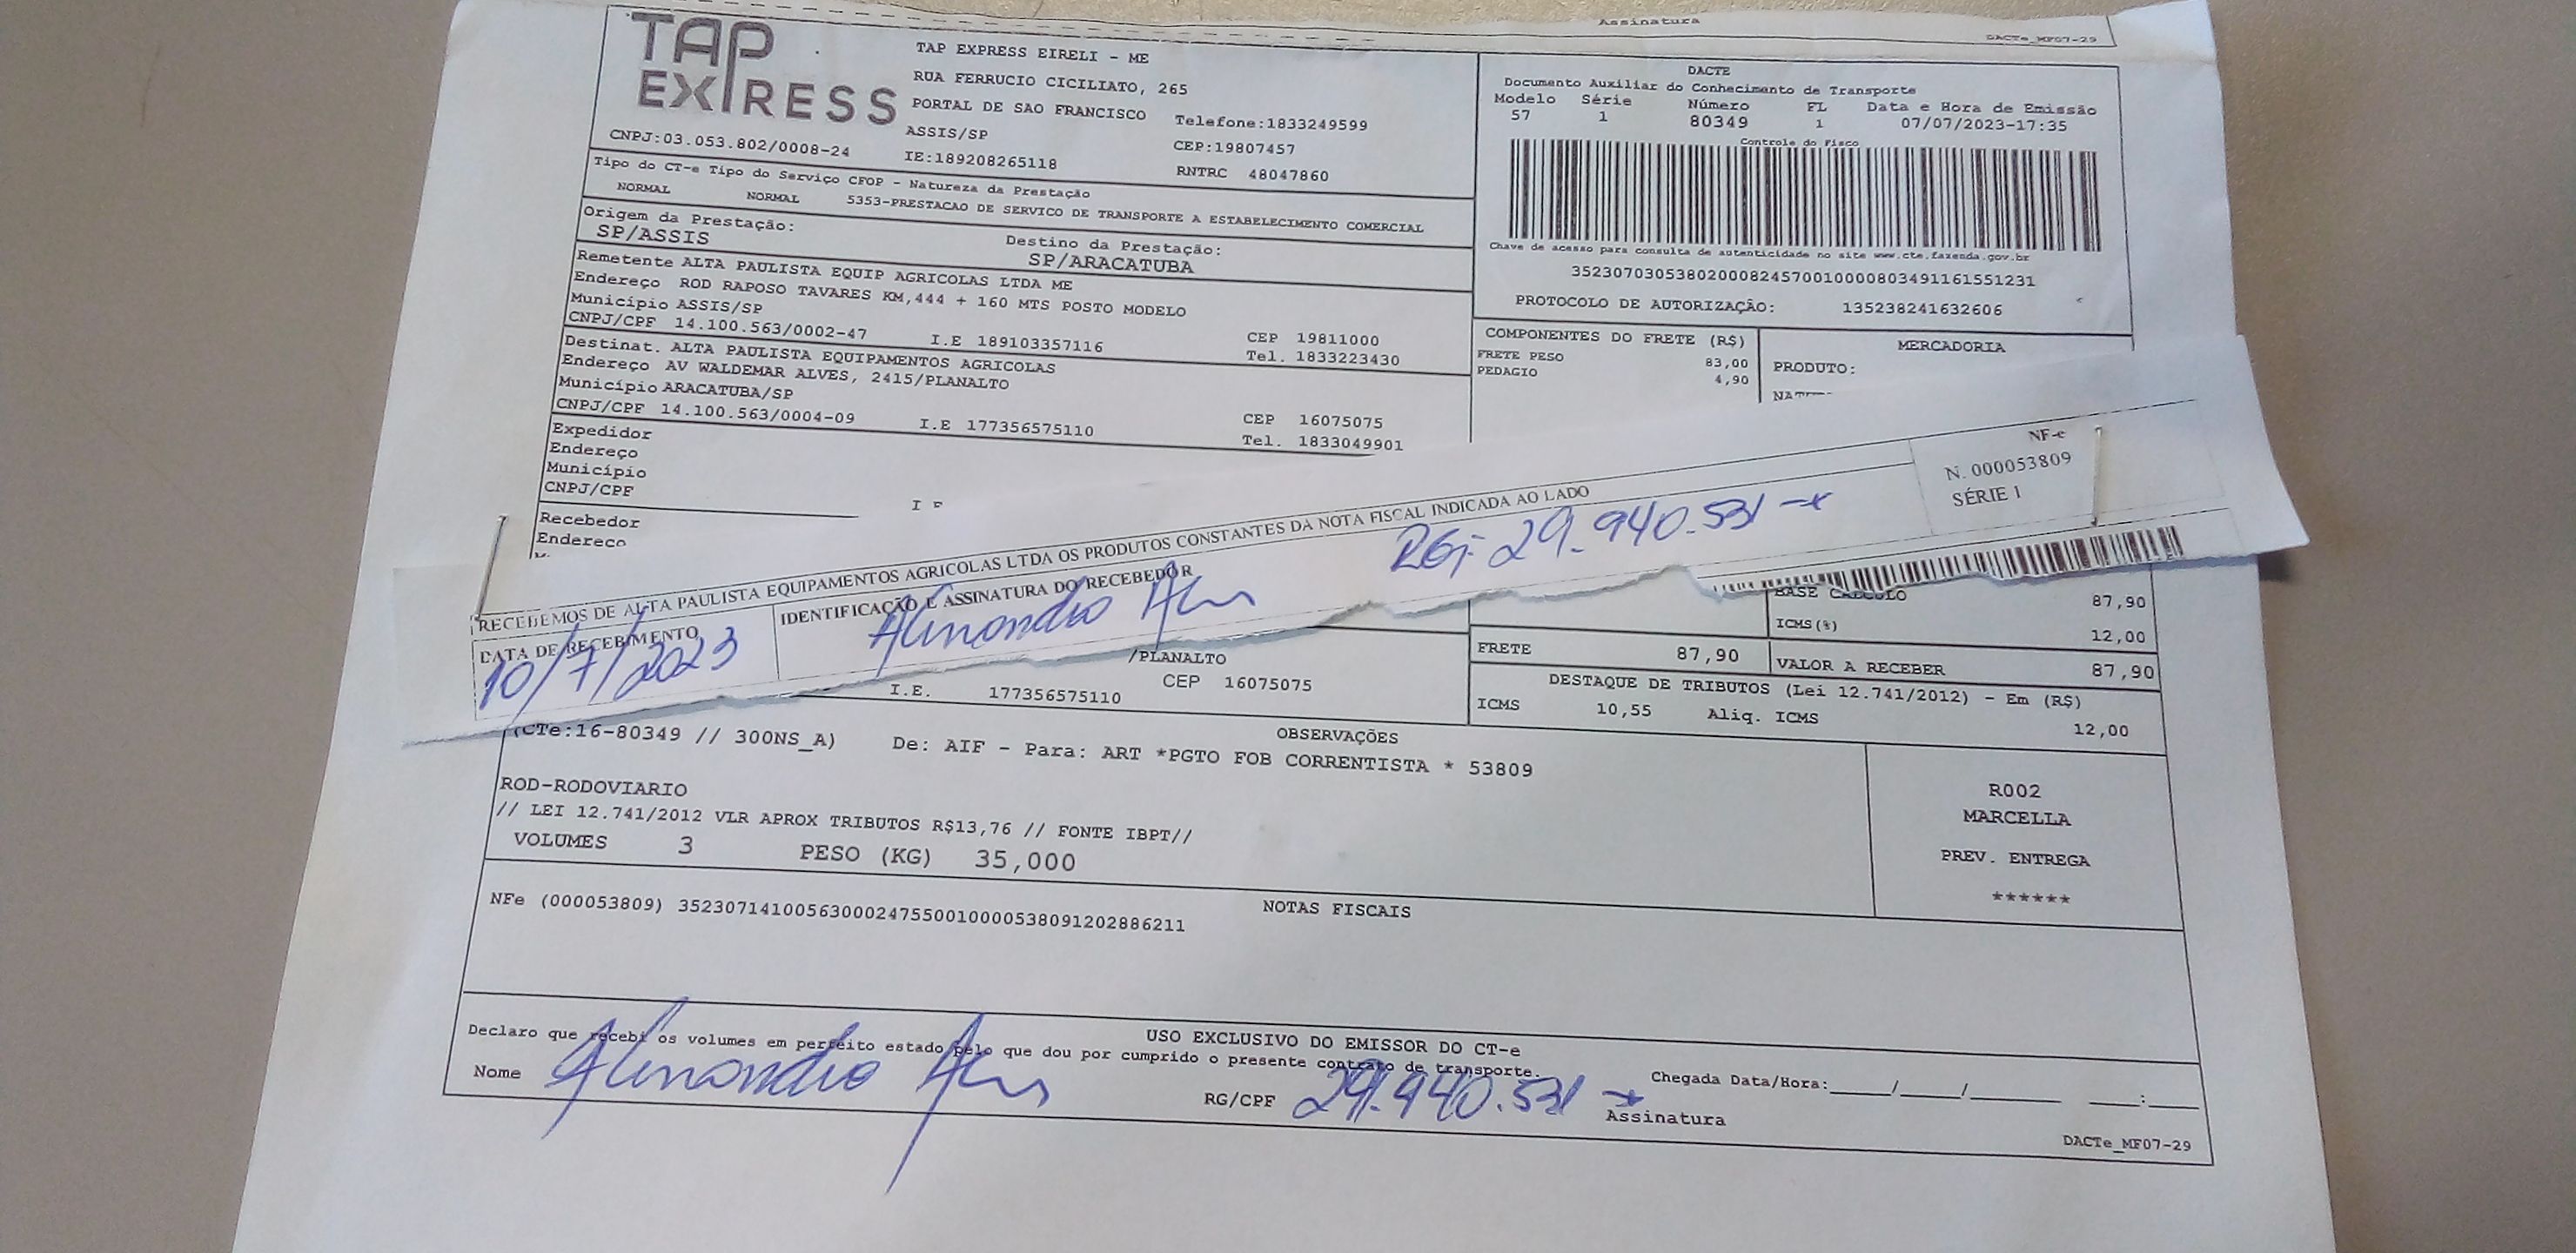 Assinatura
DACTe_MF07-29
TAP
EXPRESS
TAP EXPRESS EIRELI - ME
RUA FERRUCIO CICILIATO, 265
PORTAL DE SAO FRANCISCO
Telefone:1833249599
ASSIS/SP
CEP:19807457
CNPJ:03.053.802/0008-24
IE:189208265118
RNTRC 48047860
DACTE
Documento Auxiliar do Conhecimento de Transporte
Modelo Série Número FL Data e Hora de Emissão
57 1 80349 1 07/07/2023-17:35
Controle do Fisco
Chave de acesso para consulta de autenticidade no site www.cte.fazenda.gov.br
35230703053802000824570010000803491161551231
PROTOCOLO DE AUTORIZAÇÃO: 135238241632606
Tipo do CT-e Tipo do Serviço CFOP - Natureza da Prestação
NORMAL NORMAL 5353-PRESTACAO DE SERVICO DE TRANSPORTE A ESTABELECIMENTO COMERCIAL
Origem da Prestação:
SP/ASSIS
Destino da Prestação:
SP/ARACATUBA
Remetente ALTA PAULISTA EQUIP AGRICOLAS LTDA ME
Endereço ROD RAPOSO TAVARES KM,444 + 160 MTS POSTO MODELO
Município ASSIS/SP
CEP 19811000
CNPJ/CPF 14.100.563/0002-47 I.E 189103357116 Tel. 1833223430
Destinat. ALTA PAULISTA EQUIPAMENTOS AGRICOLAS
Endereço AV WALDEMAR ALVES, 2415/PLANALTO
Município ARACATUBA/SP
CEP 16075075
CNPJ/CPF 14.100.563/0004-09 I.E 177356575110 Tel. 1833049901
Expedidor
Endereço
Município
CNPJ/CPF
Recebedor
Endereco
COMPONENTES DO FRETE (R$)
FRETE PESO 83,00
PEDAGIO 4,90
MERCADORIA
PRODUTO:
RECEBEMOS DE ALTA PAULISTA EQUIPAMENTOS AGRICOLAS LTDA OS PRODUTOS CONSTANTES DA NOTA FISCAL INDICADA AO LADO
DATA DE RECEBIMENTO
10/7/2023
IDENTIFICAÇÃO E ASSINATURA DO RECEBEDOR
RG: 29.940.531-x
NF-e
N. 000053809
SÉRIE 1
BASE CALCULO 87,90
ICMS(%) 12,00
FRETE 87,90 VALOR A RECEBER 87,90
DESTAQUE DE TRIBUTOS (Lei 12.741/2012) - Em (R$)
ICMS 10,55 Aliq. ICMS 12,00
/PLANALTO
CEP 16075075
I.E. 177356575110
OBSERVAÇÕES
(CTe:16-80349 // 300NS_A) De: AIF - Para: ART *PGTO FOB CORRENTISTA * 53809
ROD-RODOVIARIO
// LEI 12.741/2012 VLR APROX TRIBUTOS R$13,76 // FONTE IBPT//
VOLUMES 3 PESO (KG) 35,000
R002
MARCELLA
PREV. ENTREGA
******
NOTAS FISCAIS
NFe (000053809) 35230714100563000247550010000538091202886211
USO EXCLUSIVO DO EMISSOR DO CT-e
Declaro que recebi os volumes em perfeito estado pelo que dou por cumprido o presente contrato de transporte.
Nome
RG/CPF 29.940.531-x
Assinatura
Chegada Data/Hora:____/____/______ ___:___
DACTe_MF07-29